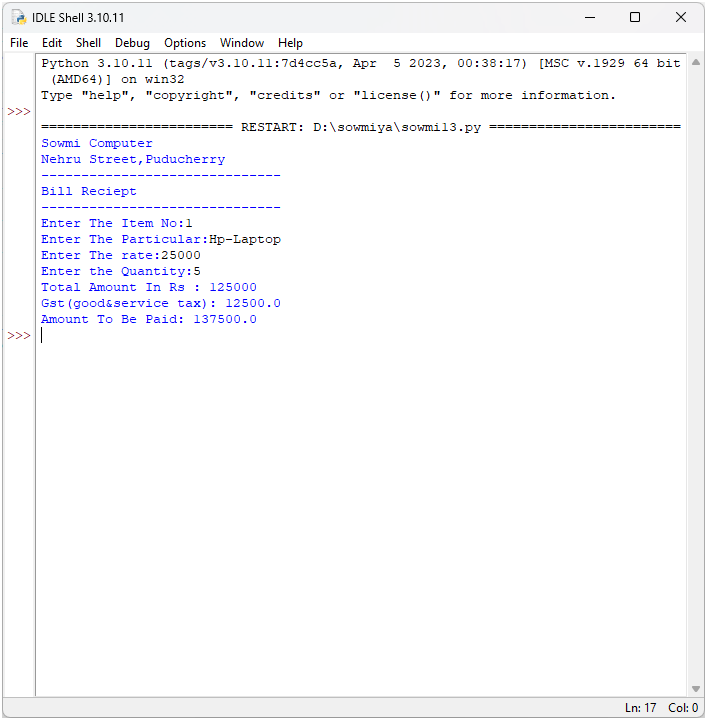 IDLE Shell 3.10.11
File Edit Shell Debug Options Window Help
Python 3.10.11 (tags/v3.10.11:7d4cc5a, Apr  5 2023, 00:38:17) [MSC v.1929 64 bit
(AMD64)] on win32
Type "help", "copyright", "credits" or "license()" for more information.
>>>
======================== RESTART: D:\sowmiya\sowmi13.py ========================
Sowmi Computer
Nehru Street,Puducherry
------------------------------
Bill Reciept
------------------------------
Enter The Item No:1
Enter The Particular:Hp-Laptop
Enter The rate:25000
Enter the Quantity:5
Total Amount In Rs : 125000
Gst(good&service tax): 12500.0
Amount To Be Paid: 137500.0
>>>
Ln: 17 Col: 0